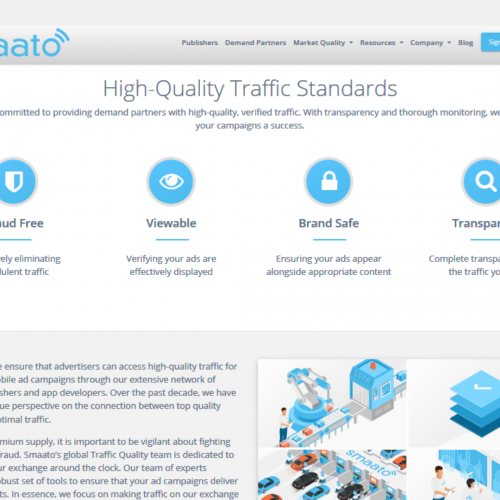 aato
Publishers Demand Partners Market Quality Resources Company Blog Sig
High-Quality Traffic Standards
ommitted to providing demand partners with high-quality, verified traffic. With transparency and thorough monitoring, we
your campaigns a success.
ud Free Viewable Brand Safe Transpar
vely eliminating Verifying your ads are Ensuring your ads appear Complete transpa
dulent traffic effectively displayed alongside appropriate content the traffic yo
e ensure that advertisers can access high-quality traffic for
obile ad campaigns through our extensive network of
shers and app developers. Over the past decade, we have
ue perspective on the connection between top quality
ptimal traffic.
mium supply, it is important to be vigilant about fighting
fraud. Smaato's global Traffic Quality team is dedicated to
ur exchange around the clock. Our team of experts
obust set of tools to ensure that your ad campaigns deliver
ts. In essence, we focus on making traffic on our exchange
smaato